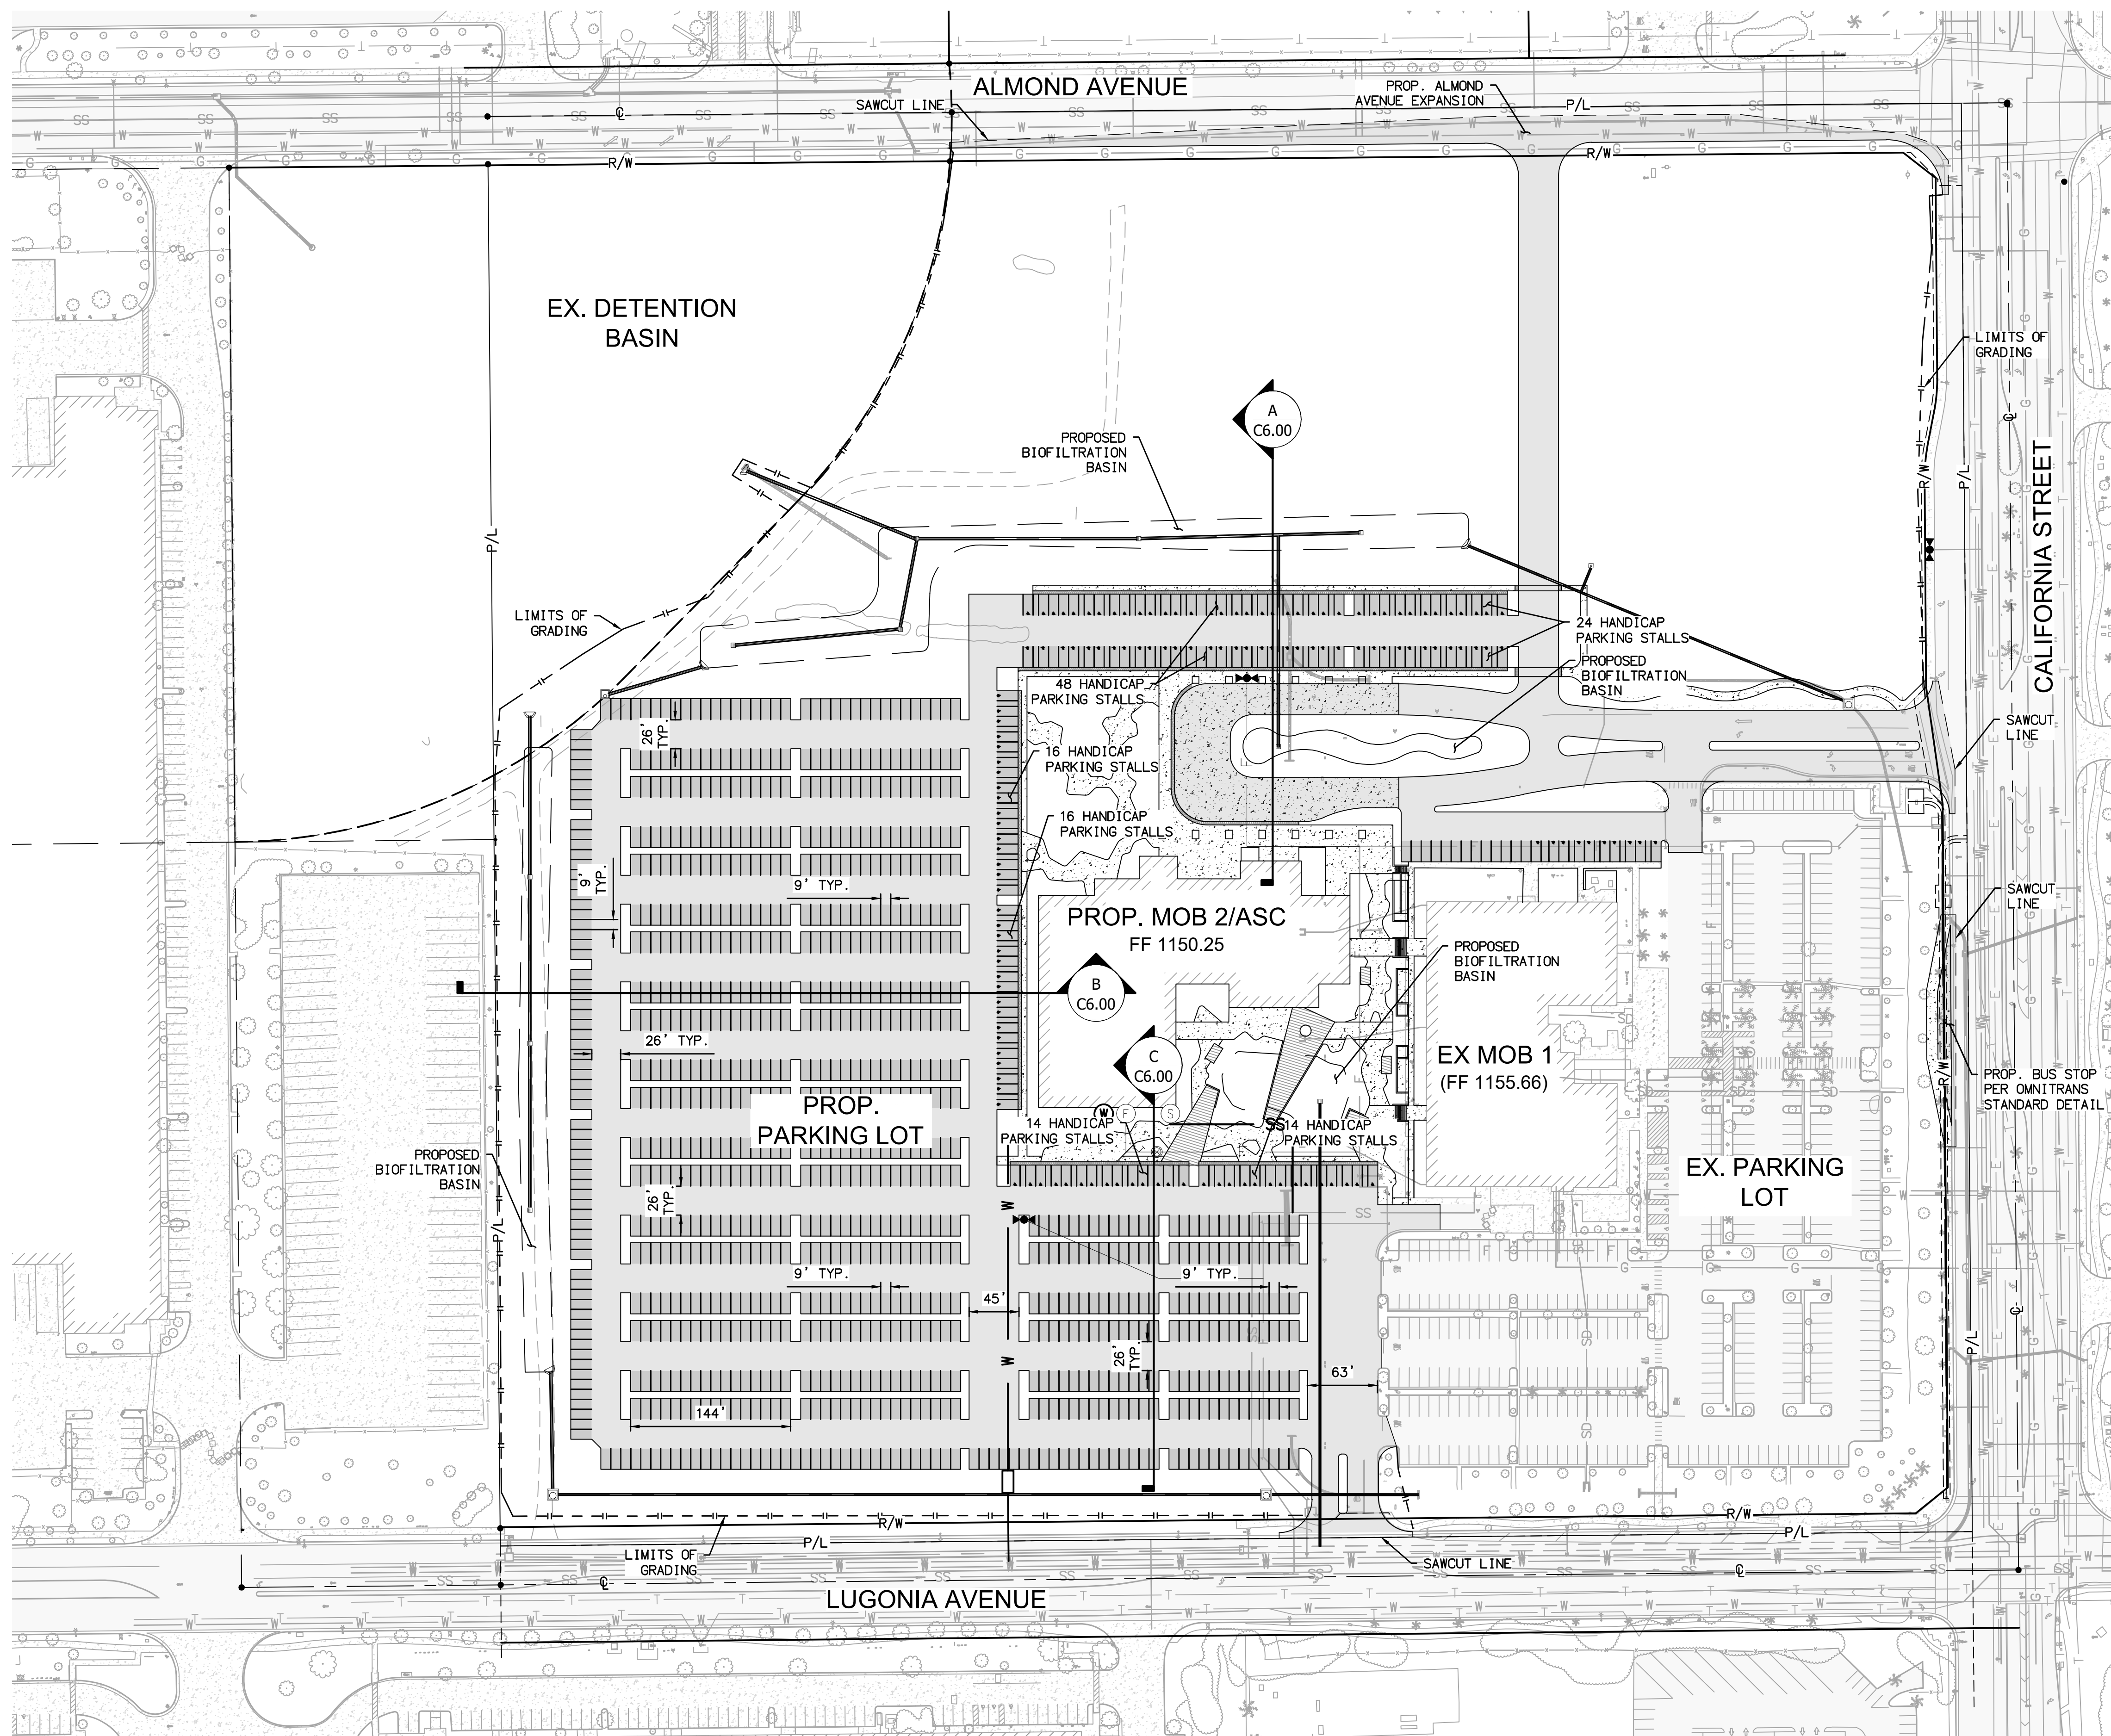 ALMOND AVENUE
SAWCUT LINE
PROP. ALMOND
AVENUE EXPANSION
P/L
R/W
R/W
EX. DETENTION
BASIN
LIMITS OF
GRADING
CALIFORNIA STREET
A
C6.00
PROPOSED
BIOFILTRATION
BASIN
P/L
R/W
P/L
LIMITS OF
GRADING
24 HANDICAP
PARKING STALLS
PROPOSED
BIOFILTRATION
BASIN
48 HANDICAP
PARKING STALLS
SAWCUT
LINE
26'
TYP.
16 HANDICAP
PARKING STALLS
16 HANDICAP
PARKING STALLS
9'
TYP.
9' TYP.
SAWCUT
LINE
PROP. MOB 2/ASC
FF 1150.25
PROPOSED
BIOFILTRATION
BASIN
B
C6.00
26' TYP.
C
C6.00
EX MOB 1
(FF 1155.66)
PROP. BUS STOP
PER OMNITRANS
STANDARD DETAIL
R/W
PROP.
PARKING LOT
W
F
S
14 HANDICAP
PARKING STALLS
SS
14 HANDICAP
PARKING STALLS
PROPOSED
BIOFILTRATION
BASIN
EX. PARKING
LOT
26'
TYP.
P/L
W
9' TYP.
9' TYP.
45'
W
26'
TYP.
63'
P/L
144'
R/W
R/W
P/L
P/L
LIMITS OF
GRADING
SAWCUT LINE
LUGONIA AVENUE